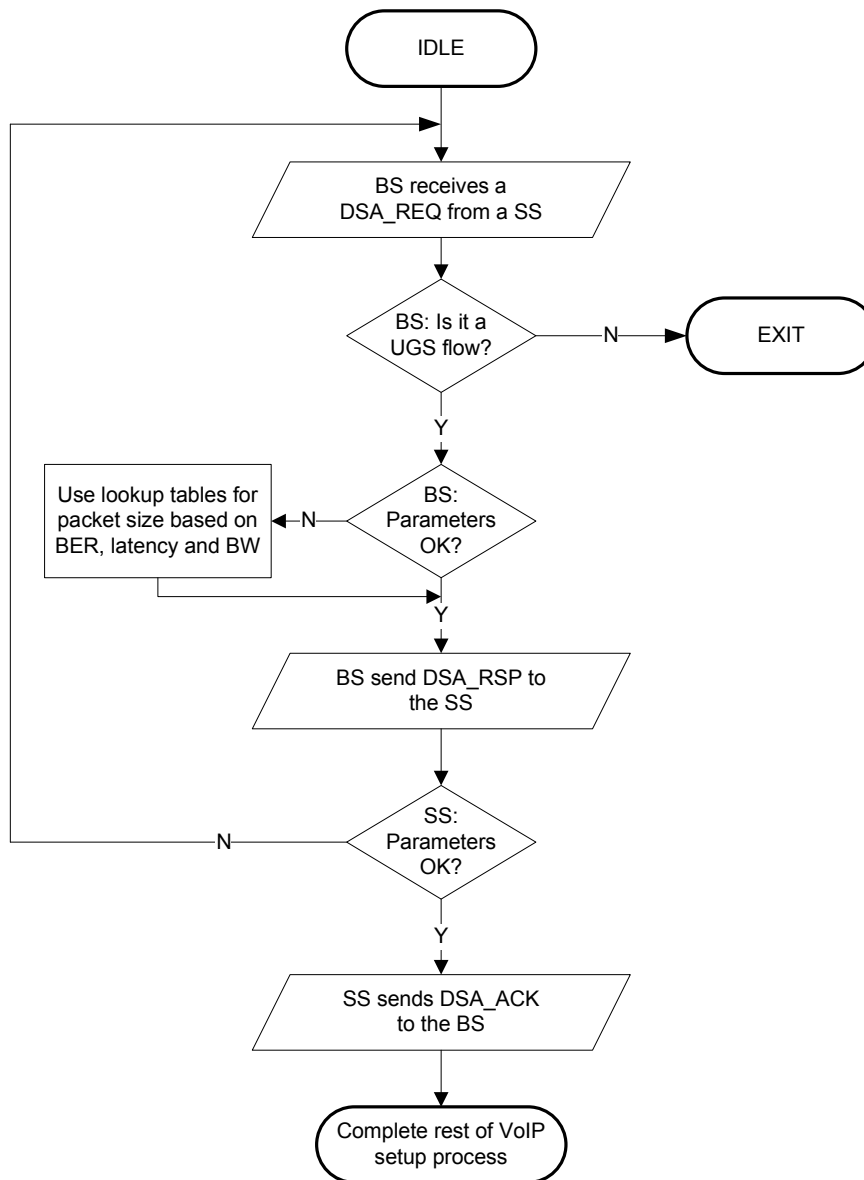 IDLE
BS receives a
DSA_REQ from a SS
BS: Is it a
UGS flow?
N
EXIT
Y
Use lookup tables for
packet size based on
BER, latency and BW
N
BS:
Parameters
OK?
Y
BS send DSA_RSP to
the SS
SS:
Parameters
OK?
N
Y
SS sends DSA_ACK
to the BS
Complete rest of VoIP
setup process